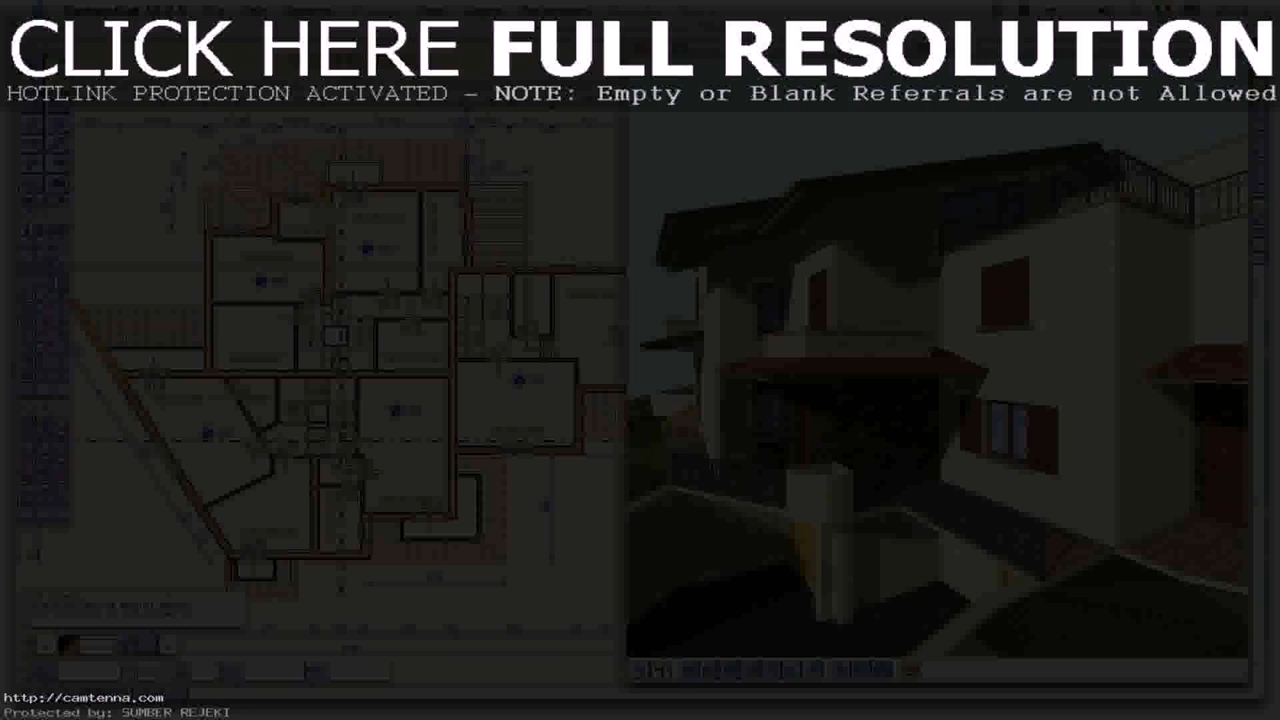 CLICK HERE FULL RESOLUTION
HOTLINK PROTECTION ACTIVATED – NOTE: Empty or Blank Referrals are not Allowed
http://camtenna.com
Protected by: SUMBER REJEKI